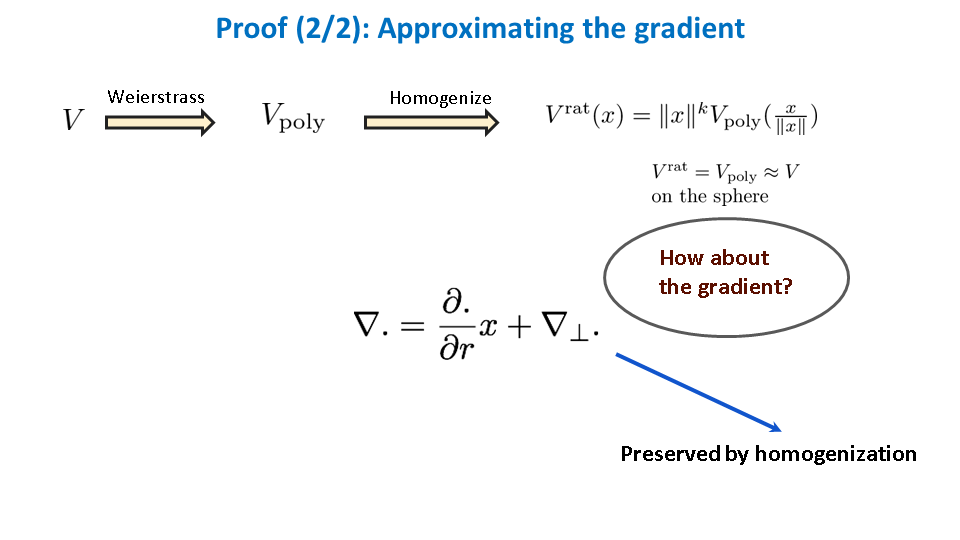 Proof (2/2): Approximating the gradient
Weierstrass
Homogenize
$V$
$V_{\text{poly}}$
$V^{\text{rat}}(x) = \|x\|^k V_{\text{poly}}(\frac{x}{\|x\|})$
$V^{\text{rat}} = V_{\text{poly}} \approx V$
on the sphere
How about
the gradient?
$\nabla. = \frac{\partial.}{\partial r} x + \nabla_{\perp}.$
Preserved by homogenization